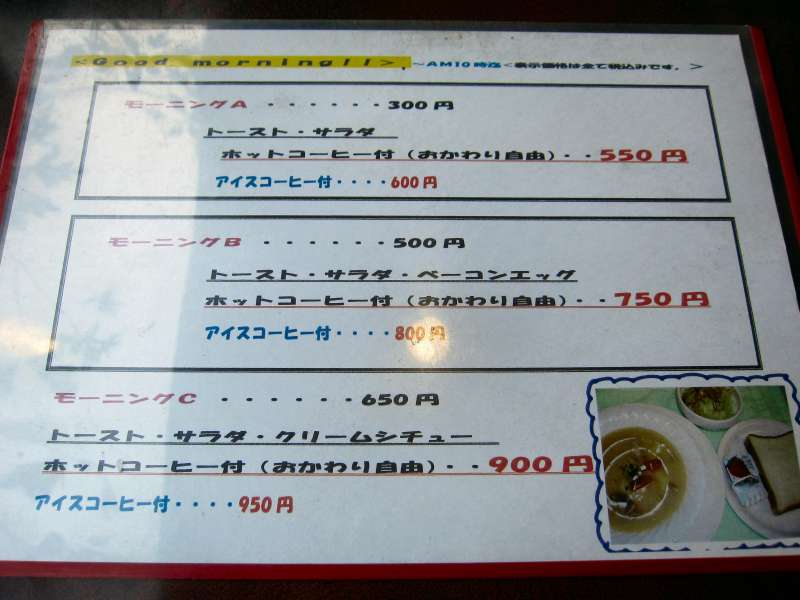 <Good morning!!>.~AM10時迄<表示価格は全て税込みです。>
モーニングA ・・・・・・300円
トースト・サラダ
ホットコーヒー付（おかわり自由）・・550円
アイスコーヒー付・・・・600円
モーニングB ・・・・・・500円
トースト・サラダ・ベーコンエッグ
ホットコーヒー付（おかわり自由）・・750円
アイスコーヒー付・・・・800円
モーニングC ・・・・・・650円
トースト・サラダ・クリームシチュー
ホットコーヒー付（おかわり自由）・・900円
アイスコーヒー付・・・・950円